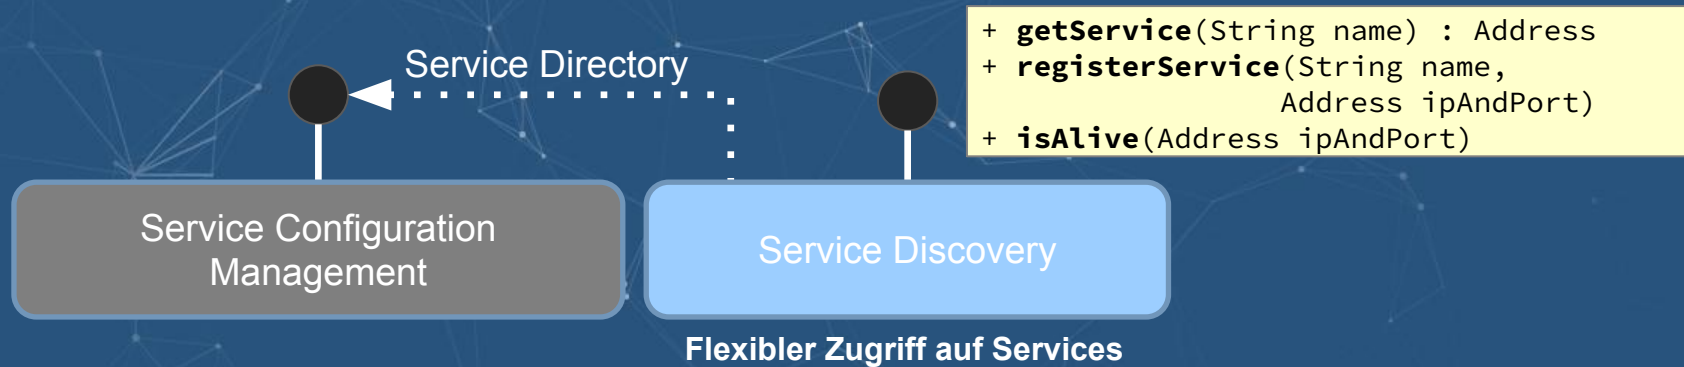 Service Directory
+ getService(String name) : Address
+ registerService(String name,
Address ipAndPort)
+ isAlive(Address ipAndPort)
Service Configuration
Management
Service Discovery
Flexibler Zugriff auf Services